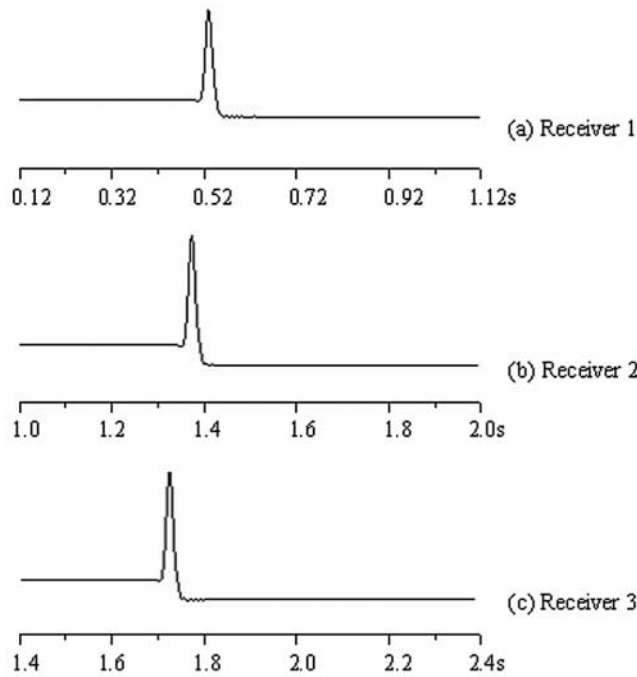 (a) Receiver 1
0.12 0.32 0.52 0.72 0.92 1.12s
(b) Receiver 2
1.0 1.2 1.4 1.6 1.8 2.0s
(c) Receiver 3
1.4 1.6 1.8 2.0 2.2 2.4s